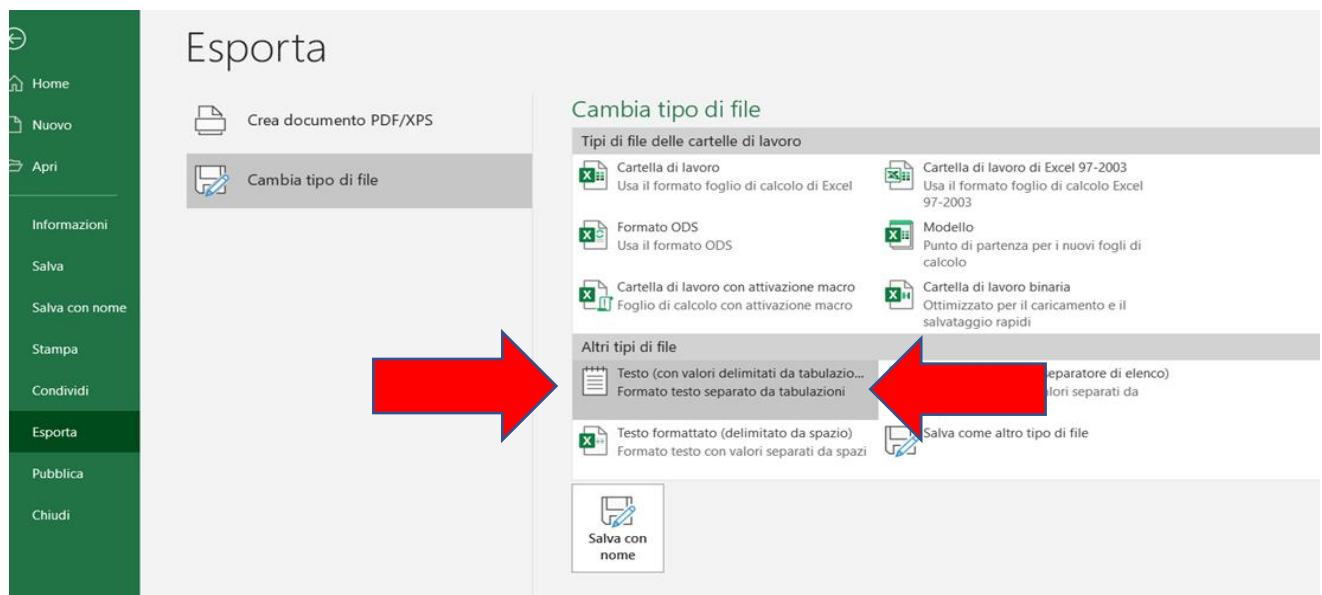 Esporta
Home
Nuovo
Apri
Informazioni
Salva
Salva con nome
Stampa
Condividi
Esporta
Pubblica
Chiudi
Crea documento PDF/XPS
Cambia tipo di file
Cambia tipo di file
Tipi di file delle cartelle di lavoro
Cartella di lavoro
Usa il formato foglio di calcolo di Excel
Cartella di lavoro di Excel 97-2003
Usa il formato foglio di calcolo Excel
97-2003
Formato ODS
Usa il formato ODS
Modello
Punto di partenza per i nuovi fogli di
calcolo
Cartella di lavoro con attivazione macro
Foglio di calcolo con attivazione macro
Cartella di lavoro binaria
Ottimizzato per il caricamento e il
salvataggio rapidi
Altri tipi di file
Testo (con valori delimitati da tabulazio...
Formato testo separato da tabulazioni
separatore di elenco)
separati da
Testo formattato (delimitato da spazio)
Formato testo con valori separati da spazi
Salva come altro tipo di file
Salva con
nome